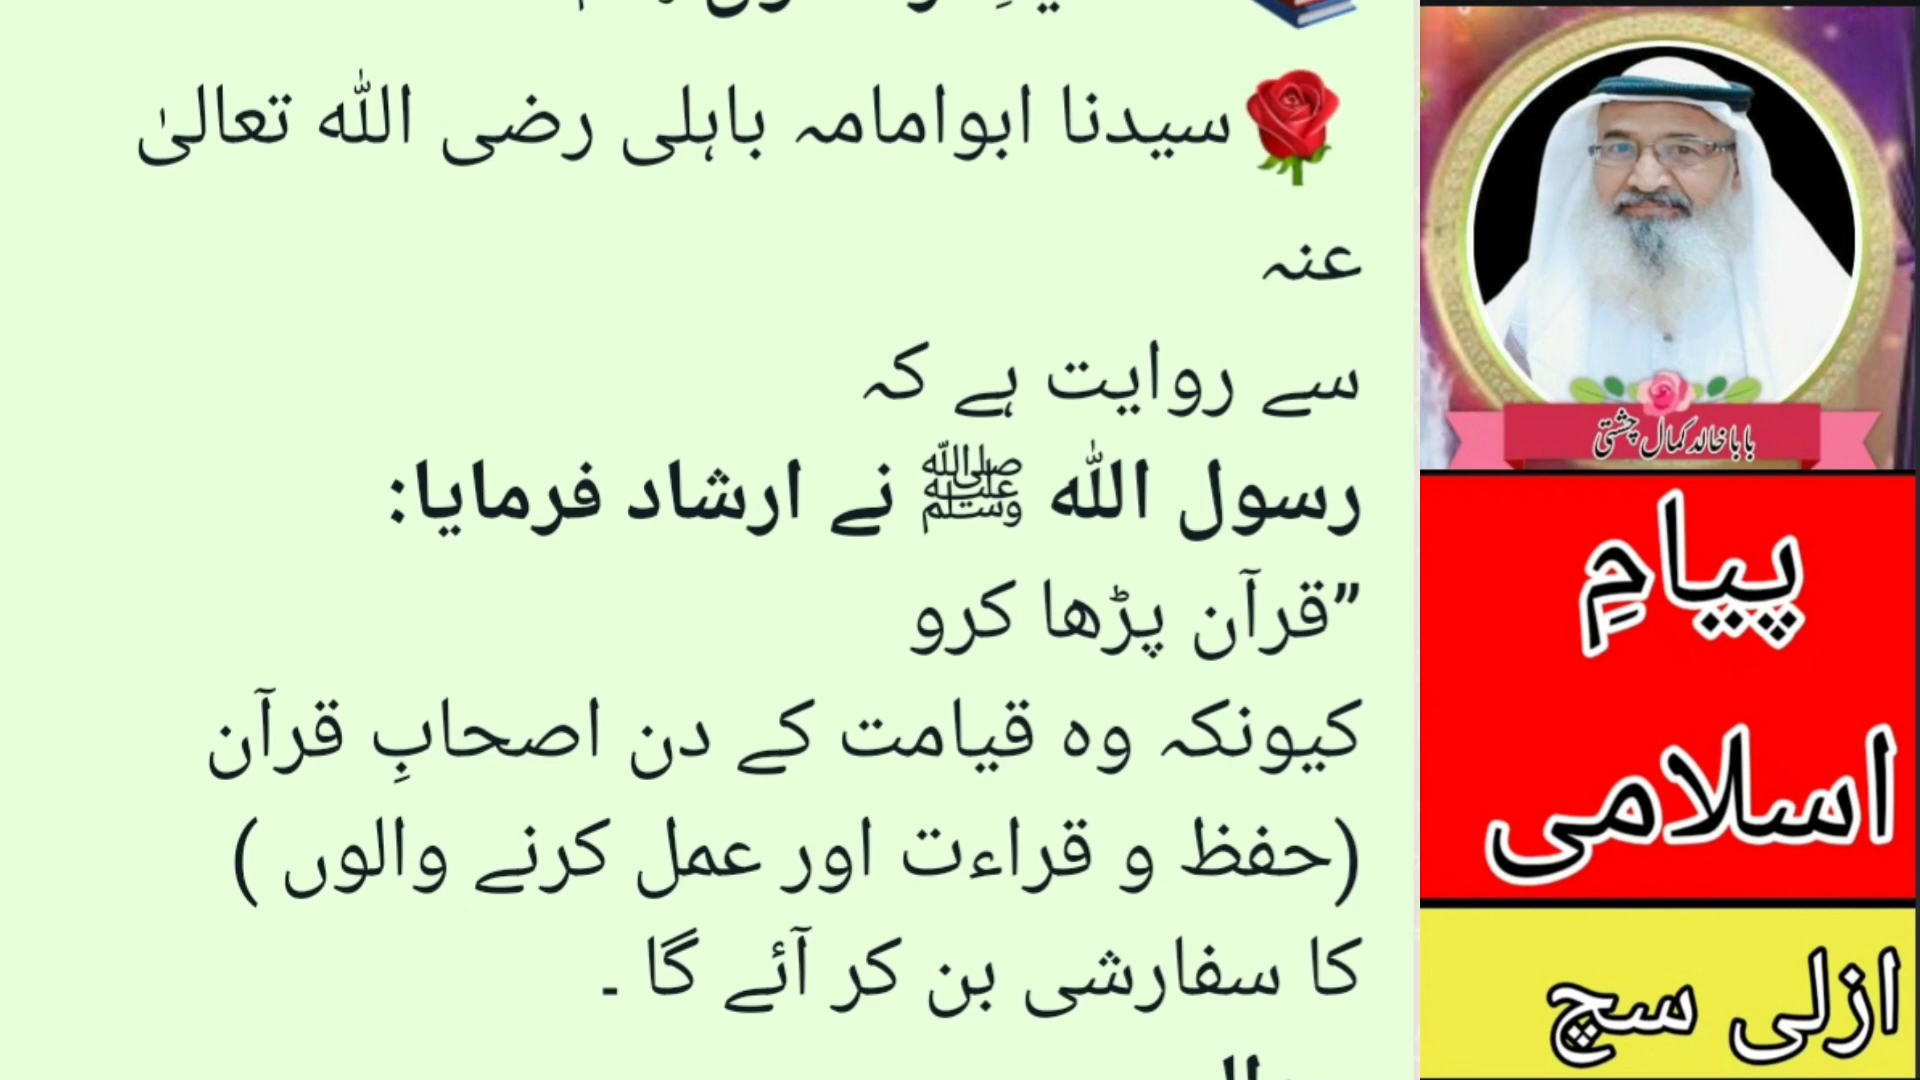 سیدنا ابوامامہ باہلی رضی اللہ تعالیٰ
عنہ
سے روایت ہے کہ
رسول اللہ ﷺ نے ارشاد فرمایا:
”قرآن پڑھا کرو
کیونکہ وہ قیامت کے دن اصحابِ قرآن
(حفظ و قراءت اور عمل کرنے والوں )
کا سفارشی بن کر آئے گا ۔
بابا خالد کمال چشتی
پیامِ
اسلامی
ازلی سچ